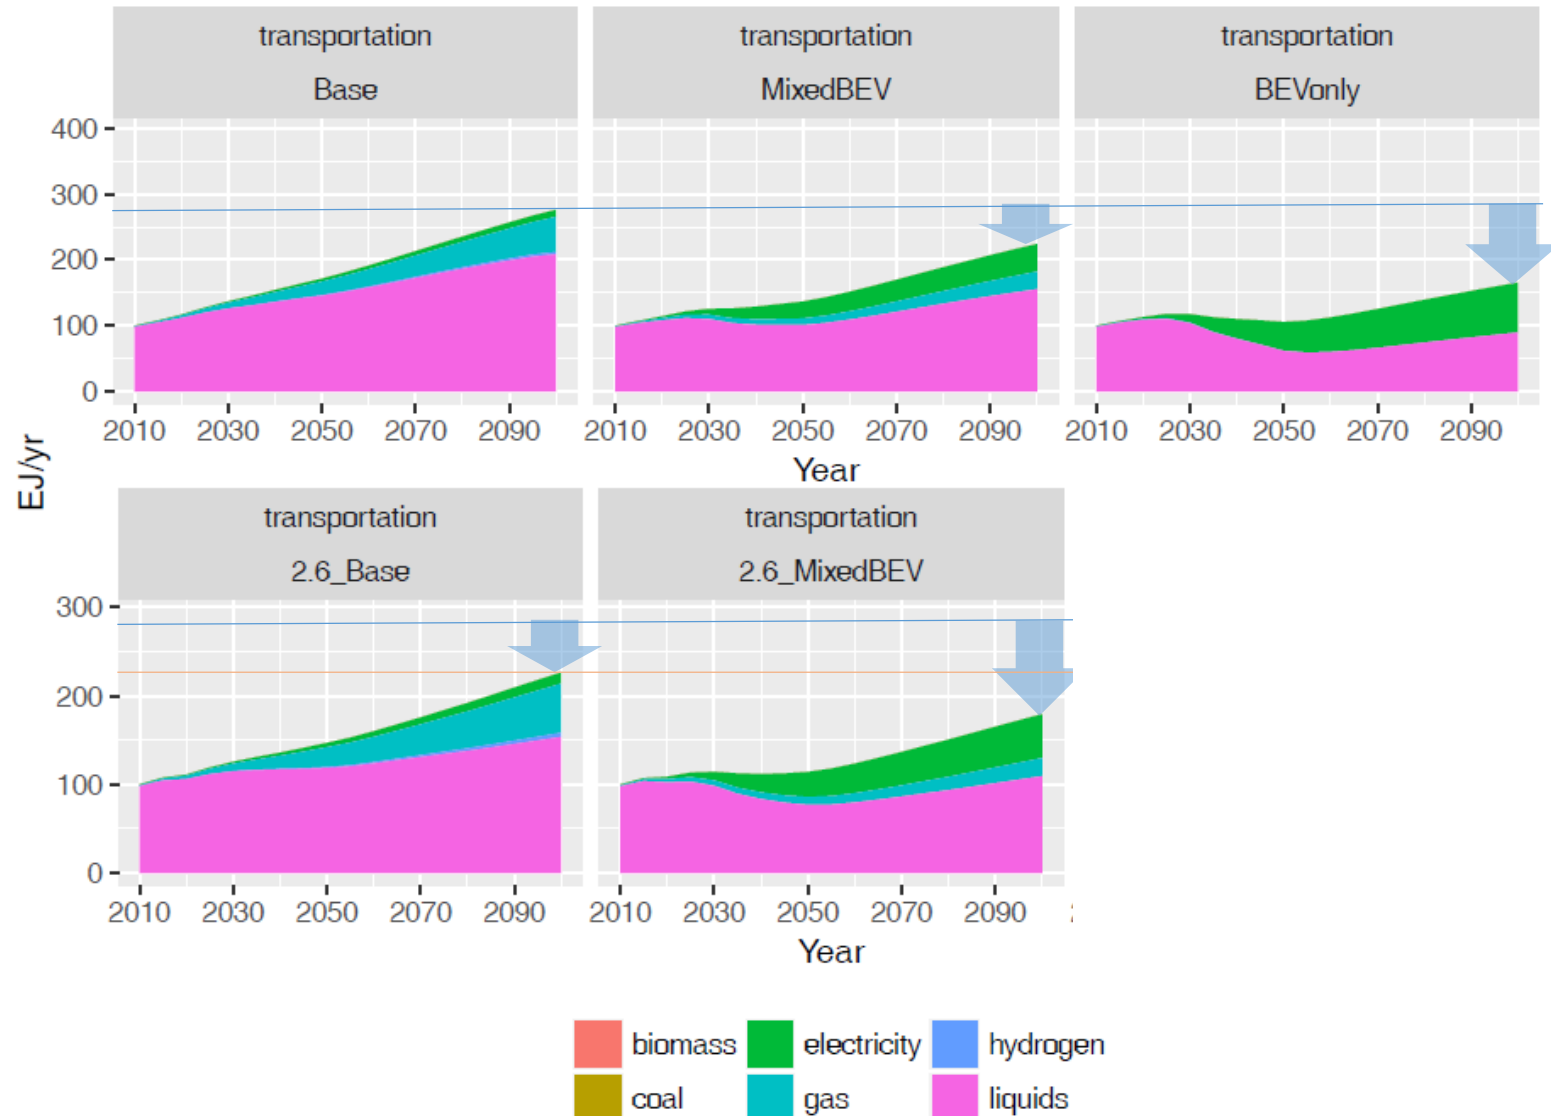 transportation transportation transportation
Base MixedBEV BEVonly
400
300
200
100
0
2010 2030 2050 2070 2090 2010 2030 2050 2070 2090 2010 2030 2050 2070 2090
Year
EJ/yr
transportation transportation
2.6_Base 2.6_MixedBEV
300
200
100
0
2010 2030 2050 2070 2090 2010 2030 2050 2070 2090
Year
biomass electricity hydrogen
coal gas liquids